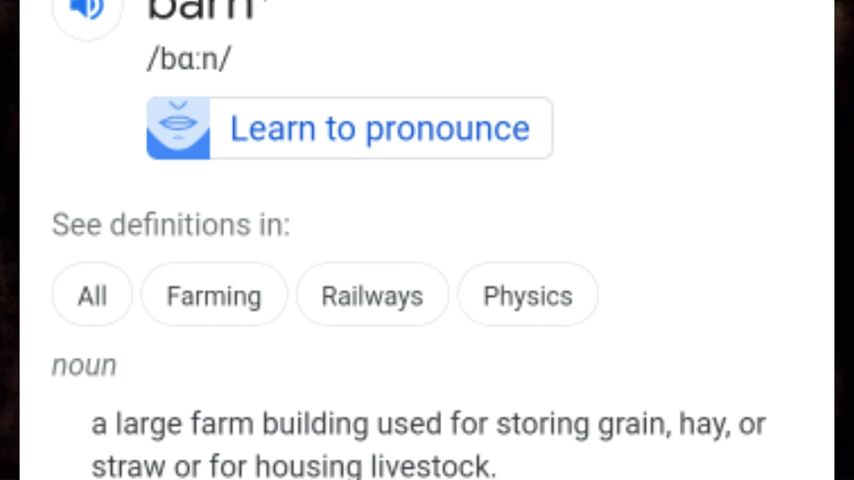 barn¹
/bɑːn/
Learn to pronounce
See definitions in:
All Farming Railways Physics
noun
a large farm building used for storing grain, hay, or
straw or for housing livestock.